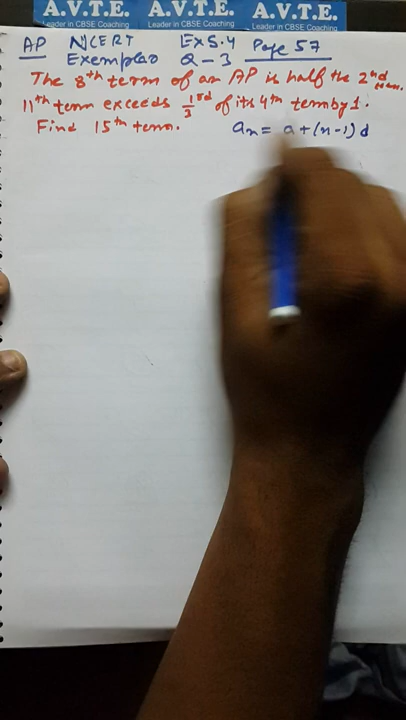 A.V.T.E. A.V.T.E. A.V.T.E.
Leader in CBSE Coaching Leader in CBSE Coaching Leader in CBSE Coaching
AP NCERT Ex 5.4 Page 57
Exemplar Q-3
The 8th term of an AP is half the 2nd term.
11th term exceeds 1/3rd of its 4th term by 1.
Find 15th term. an = a+(n-1)d